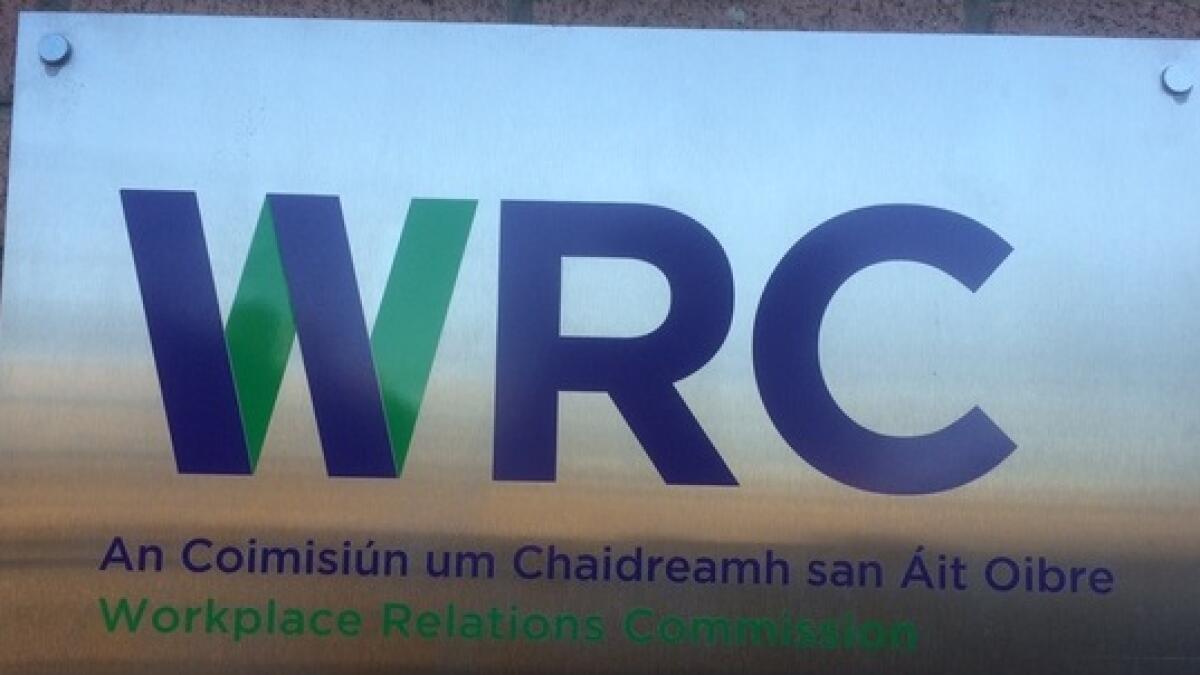 WRC
An Coimisiún um Chaidreamh san Áit Oibre
Workplace Relations Commission